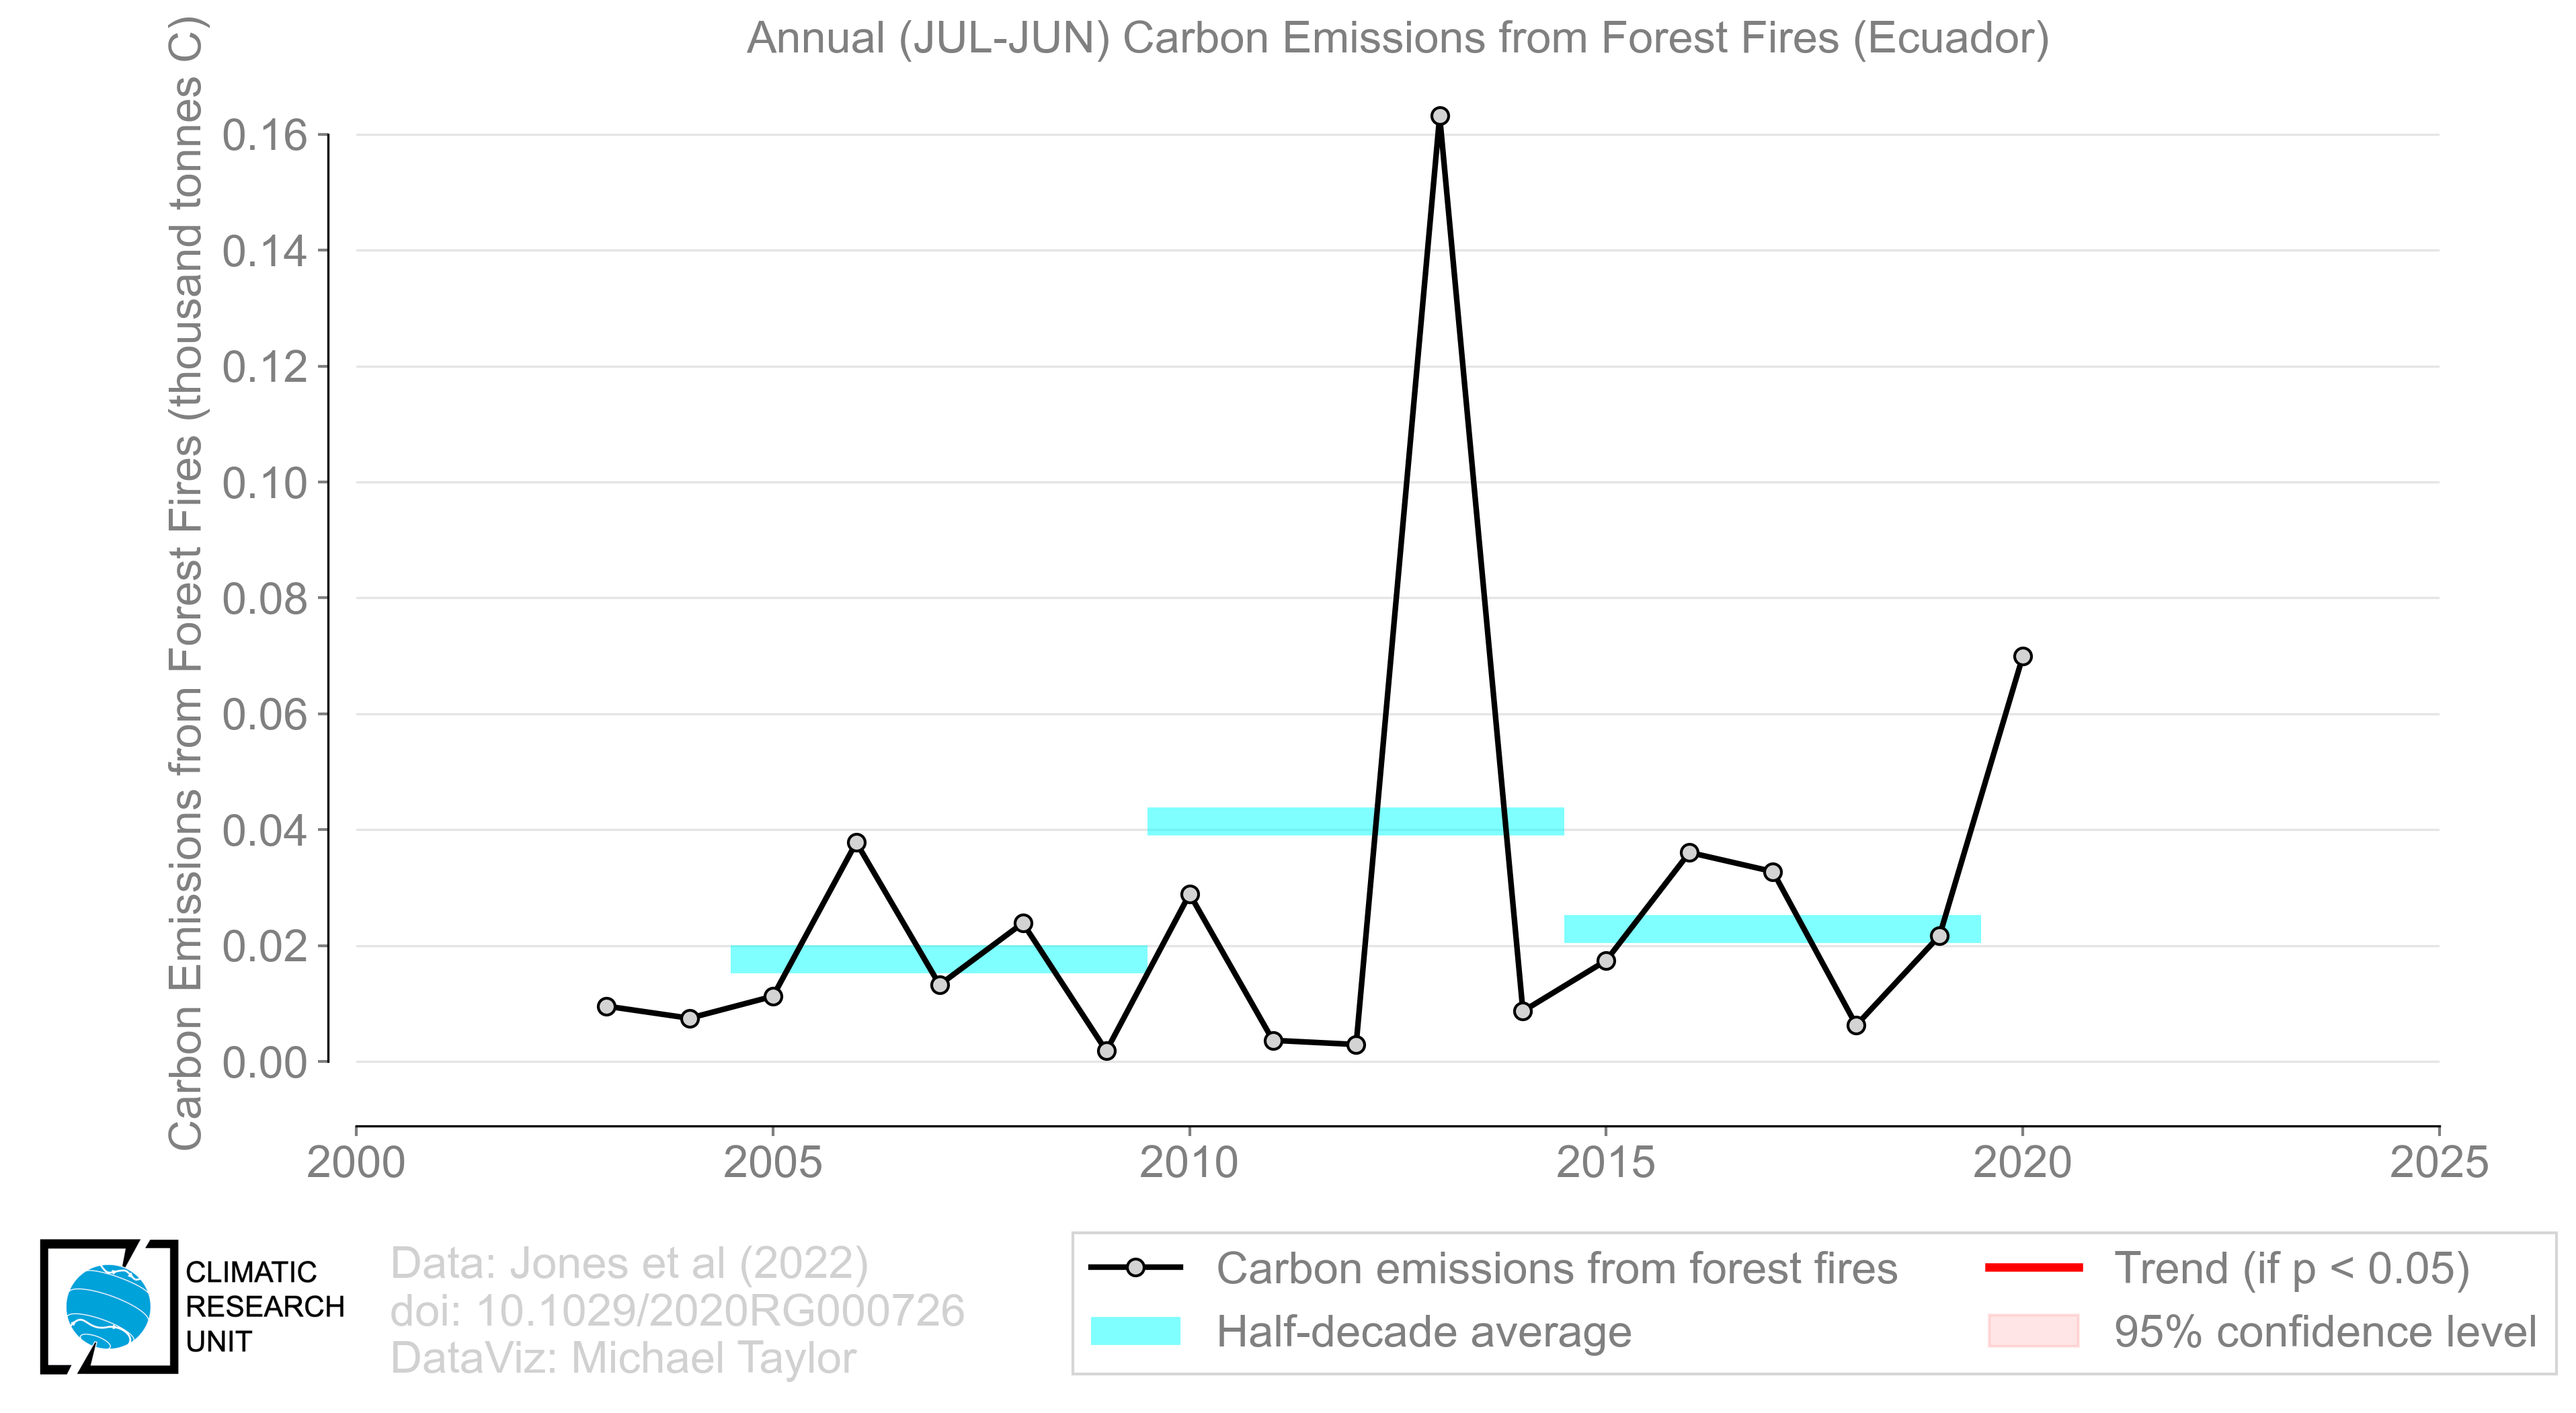 Annual (JUL-JUN) Carbon Emissions from Forest Fires (Ecuador)
Carbon Emissions from Forest Fires (thousand tonnes C)
0.16
0.14
0.12
0.10
0.08
0.06
0.04
0.02
0.00
2000 2005 2010 2015 2020 2025
CLIMATIC
RESEARCH
UNIT
Data: Jones et al (2022)
doi: 10.1029/2020RG000726
DataViz: Michael Taylor
Carbon emissions from forest fires
Half-decade average
Trend (if p < 0.05)
95% confidence level